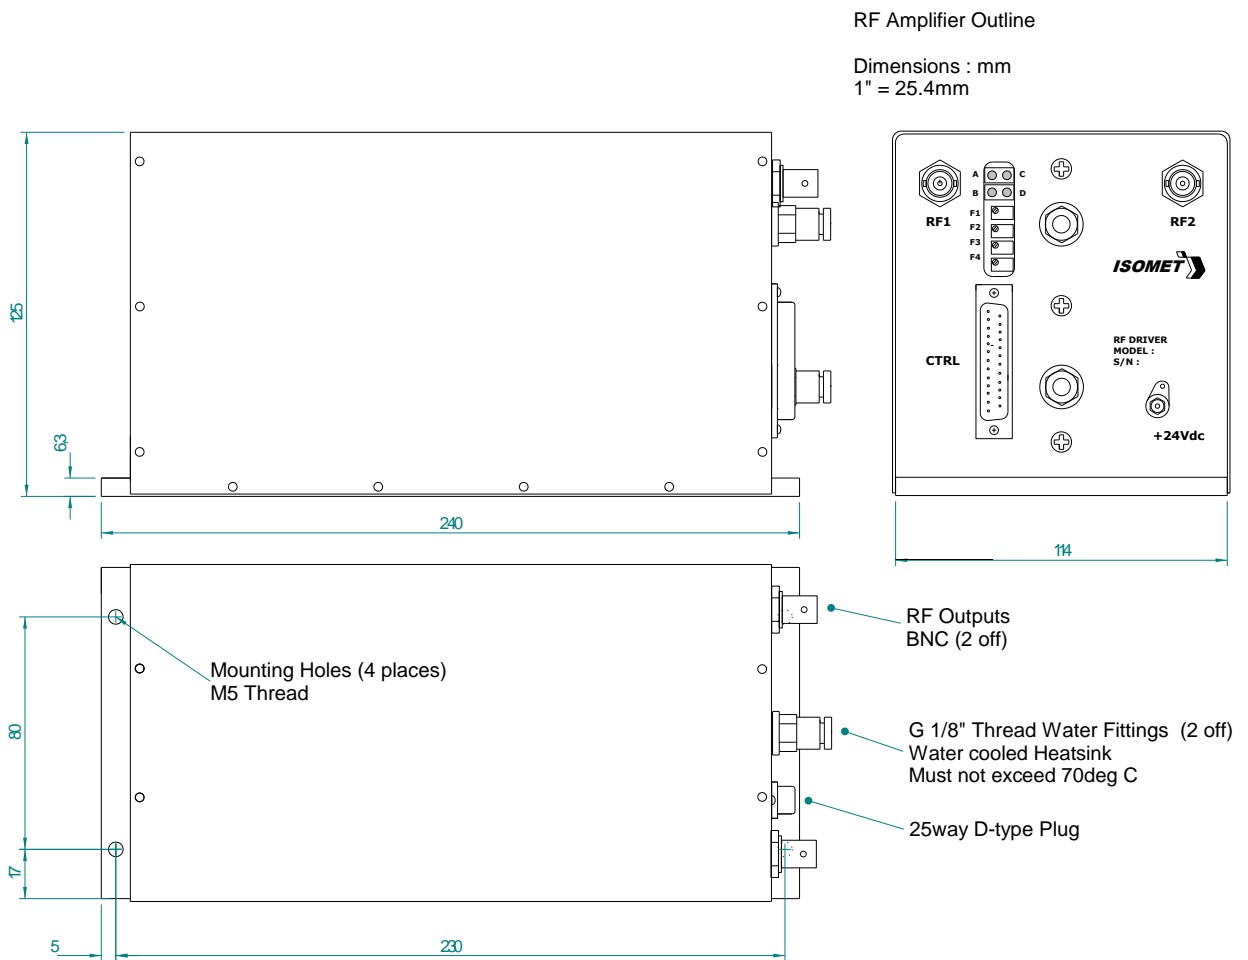 RF Amplifier Outline
Dimensions : mm
1" = 25.4mm
125
6,3
240
A
C
B
D
F1
F2
F3
F4
RF1
RF2
ISOMET
CTRL
RF DRIVER
MODEL :
S/N :
+24Vdc
114
RF Outputs
BNC (2 off)
Mounting Holes (4 places)
M5 Thread
G 1/8" Thread Water Fittings (2 off)
Water cooled Heatsink
Must not exceed 70deg C
25way D-type Plug
80
17
5
230